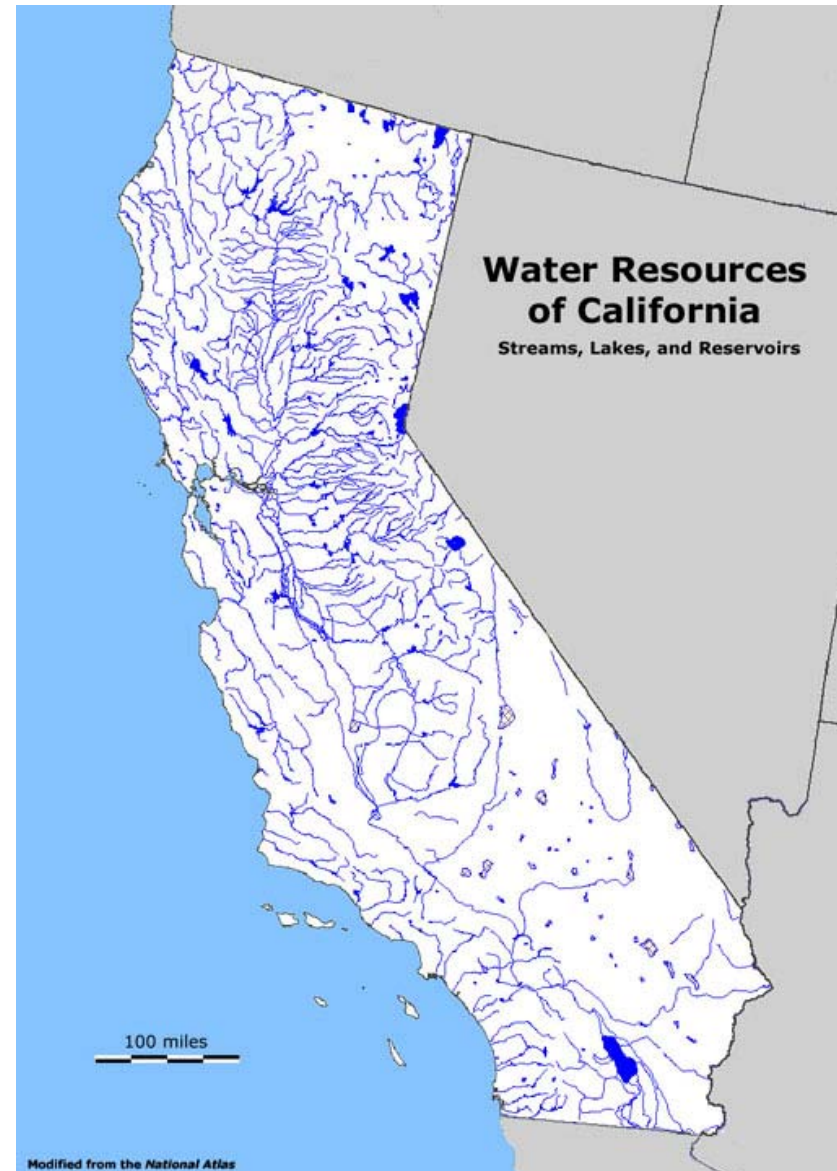 Water Resources
of California
Streams, Lakes, and Reservoirs
100 miles
Modified from the National Atlas